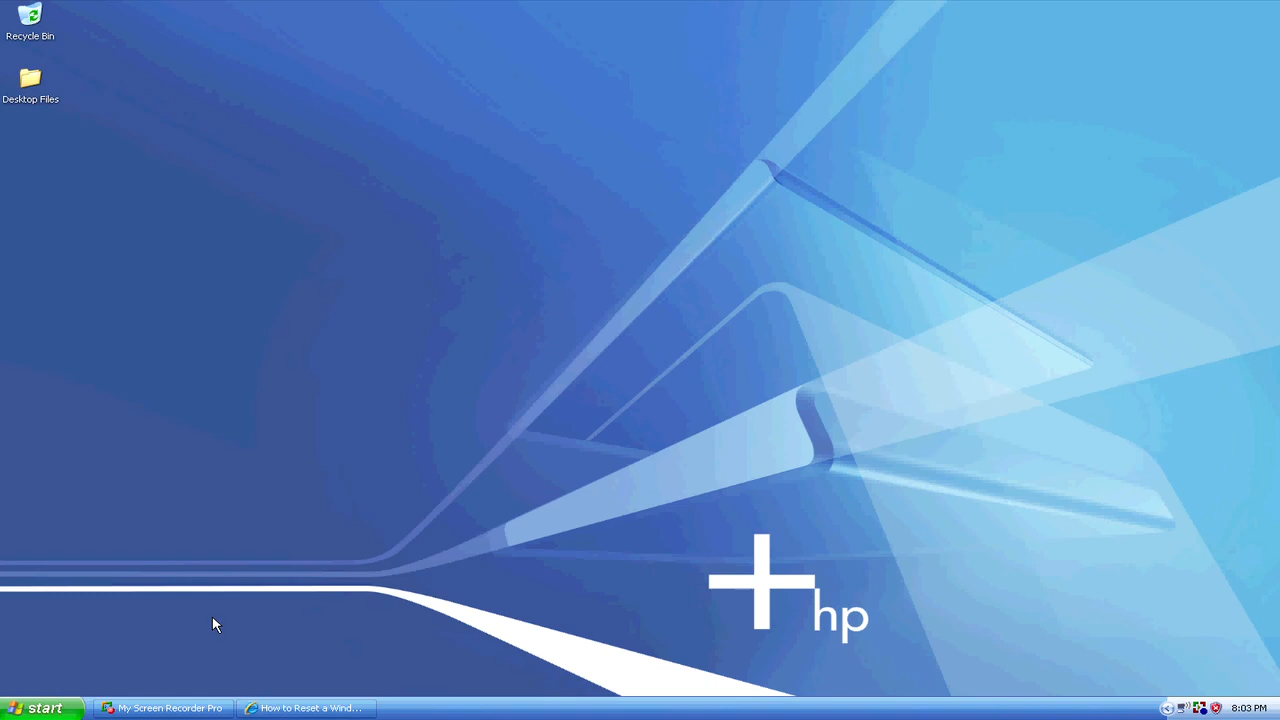 Recycle Bin
Desktop Files
hp
start
My Screen Recorder Pro
How to Reset a Wind...
8:03 PM